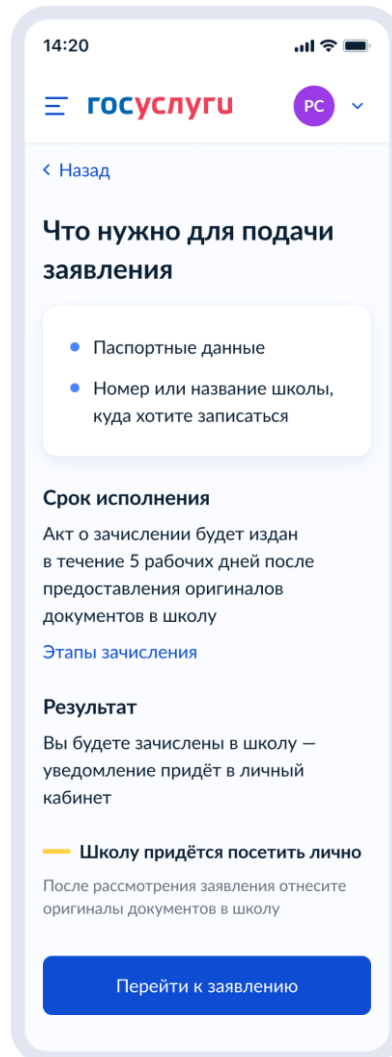 14:20
госуслуги
РС
Назад
Что нужно для подачи
заявления
Паспортные данные
Номер или название школы,
куда хотите записаться
Срок исполнения
Акт о зачислении будет издан
в течение 5 рабочих дней после
предоставления оригиналов
документов в школу
Этапы зачисления
Результат
Вы будете зачислены в школу —
уведомление придёт в личный
кабинет
Школу придётся посетить лично
После рассмотрения заявления отнесите
оригиналы документов в школу
Перейти к заявлению